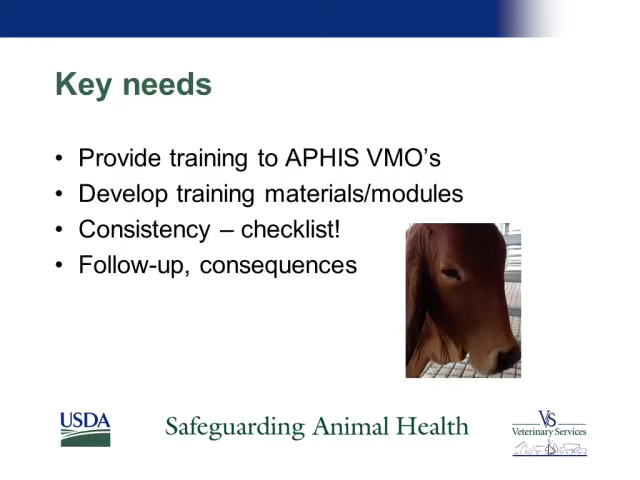 Key needs
• Provide training to APHIS VMO’s
• Develop training materials/modules
• Consistency – checklist!
• Follow-up, consequences
USDA
Safeguarding Animal Health
VS
Veterinary Services